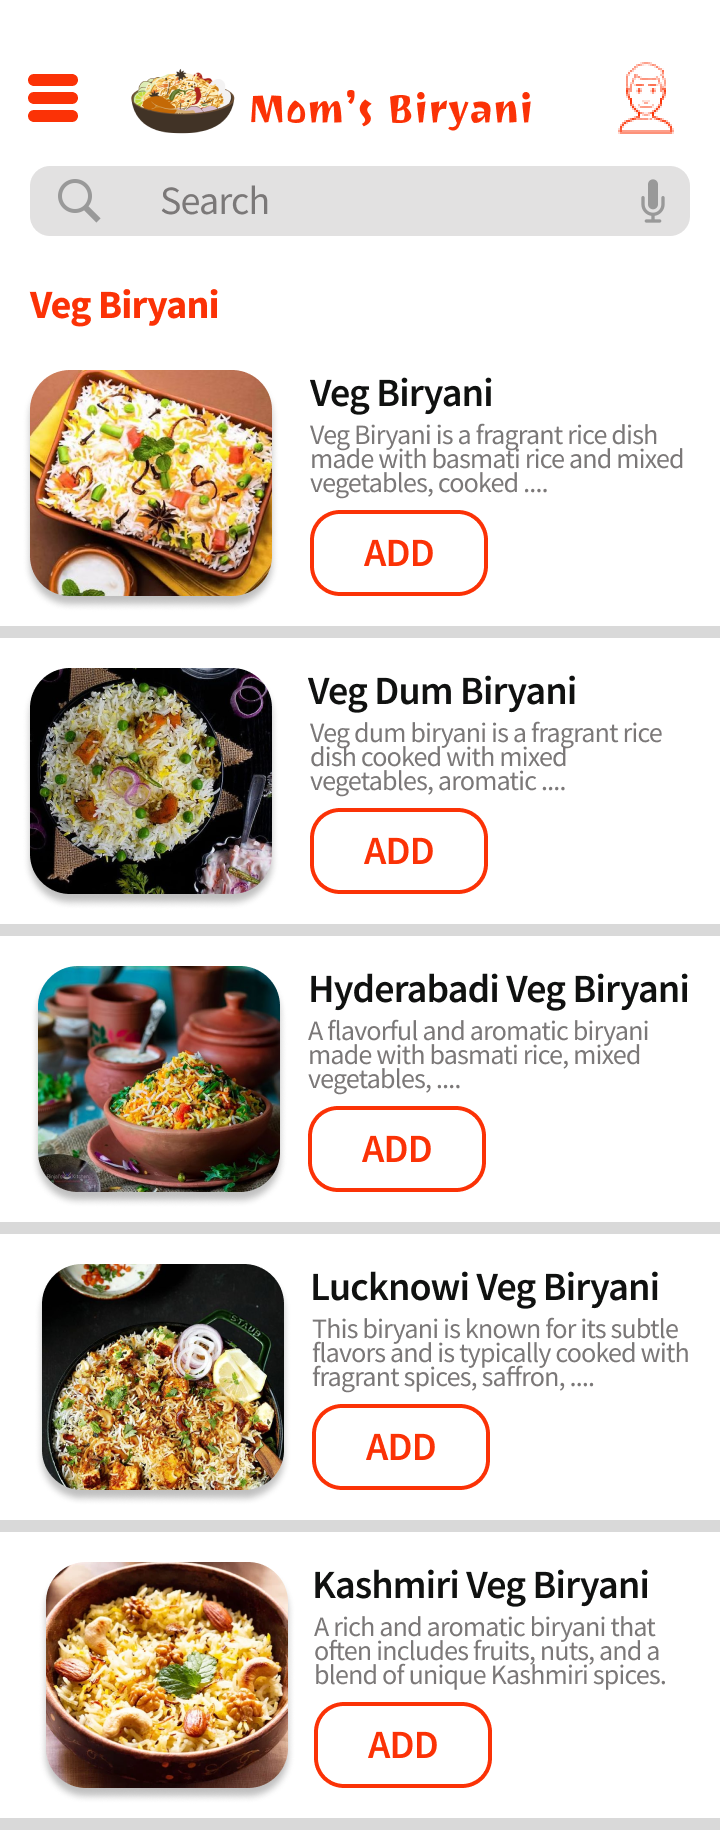 Mom's Biryani
Search
Veg Biryani
Veg Biryani
Veg Biryani is a fragrant rice dish
made with basmati rice and mixed
vegetables, cooked ....
ADD
Veg Dum Biryani
Veg dum biryani is a fragrant rice
dish cooked with mixed
vegetables, aromatic ....
ADD
Hyderabadi Veg Biryani
A flavorful and aromatic biryani
made with basmati rice, mixed
vegetables, ....
ADD
Lucknowi Veg Biryani
This biryani is known for its subtle
flavors and is typically cooked with
fragrant spices, saffron, ....
STAUB
ADD
Kashmiri Veg Biryani
A rich and aromatic biryani that
often includes fruits, nuts, and a
blend of unique Kashmiri spices.
ADD